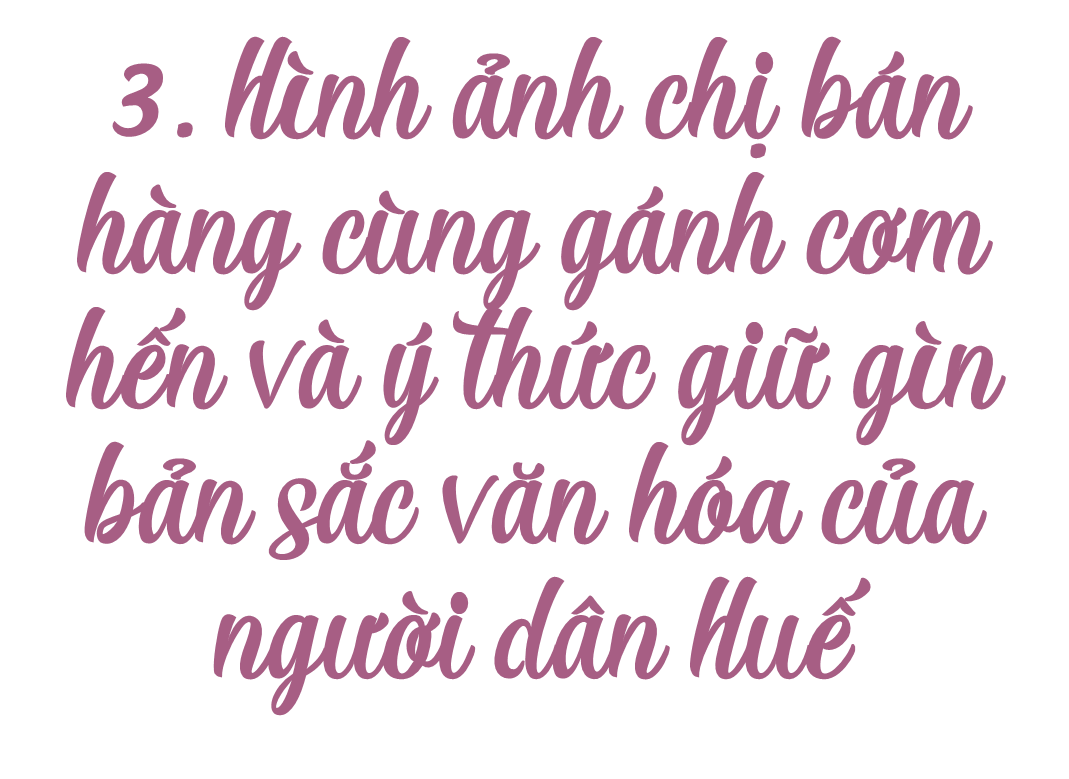 3. Hình ảnh chị bán
hàng cùng gánh cơm
hến và ý thức giữ gìn
bản sắc văn hóa của
người dân Huế